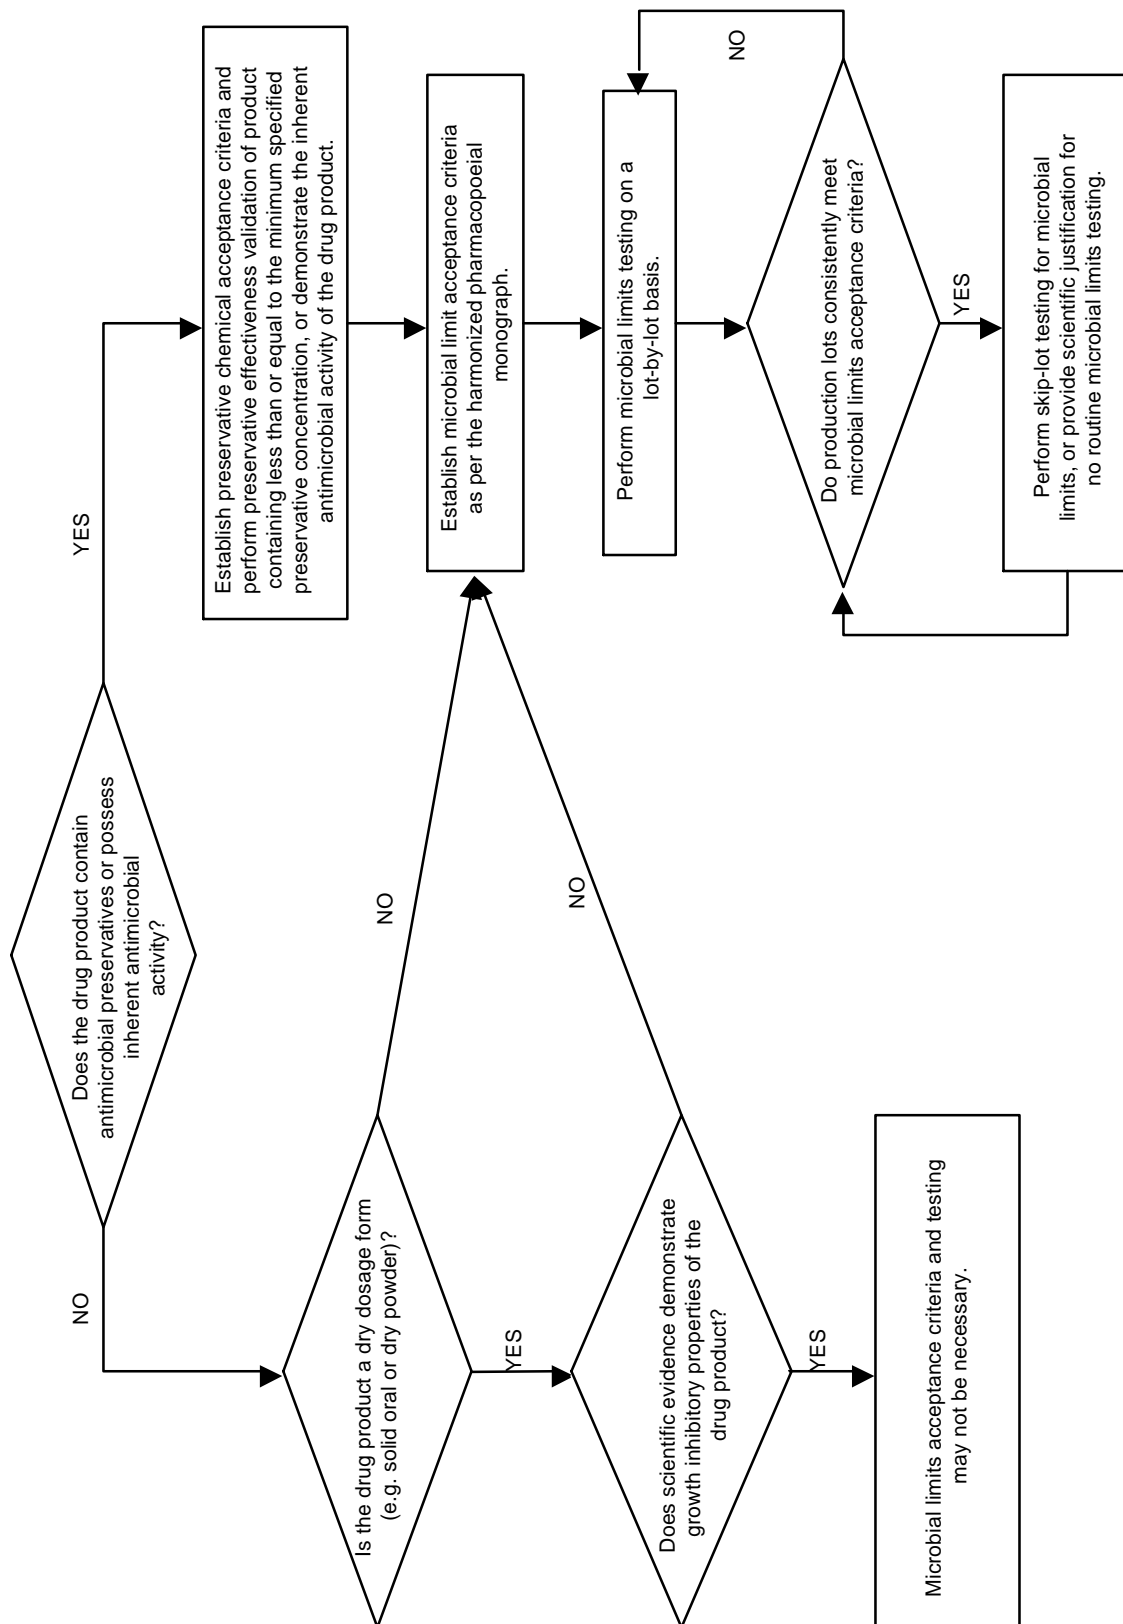 Does the drug product contain
antimicrobial preservatives or possess
inherent antimicrobial
activity?
NO
YES
Establish preservative chemical acceptance criteria and
perform preservative effectiveness validation of product
containing less than or equal to the minimum specified
preservative concentration, or demonstrate the inherent
antimicrobial activity of the drug product.
Is the drug product a dry dosage form
(e.g. solid oral or dry powder)?
NO
YES
Establish microbial limit acceptance criteria
as per the harmonized pharmacopoeial
monograph.
Does scientific evidence demonstrate
growth inhibitory properties of the
drug product?
NO
YES
Perform microbial limits testing on a
lot-by-lot basis.
NO
Do production lots consistently meet
microbial limits acceptance criteria?
YES
Microbial limits acceptance criteria and testing
may not be necessary.
Perform skip-lot testing for microbial
limits, or provide scientific justification for
no routine microbial limits testing.